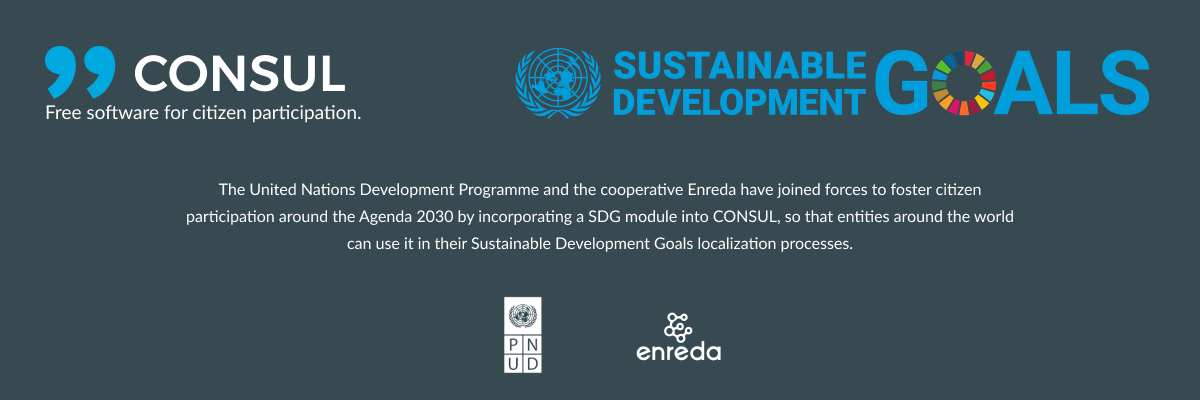 CONSUL
Free software for citizen participation.
SUSTAINABLE
DEVELOPMENT
GOALS
The United Nations Development Programme and the cooperative Enreda have joined forces to foster citizen
participation around the Agenda 2030 by incorporating a SDG module into CONSUL, so that entities around the world
can use it in their Sustainable Development Goals localization processes.
P N
U D
enreda